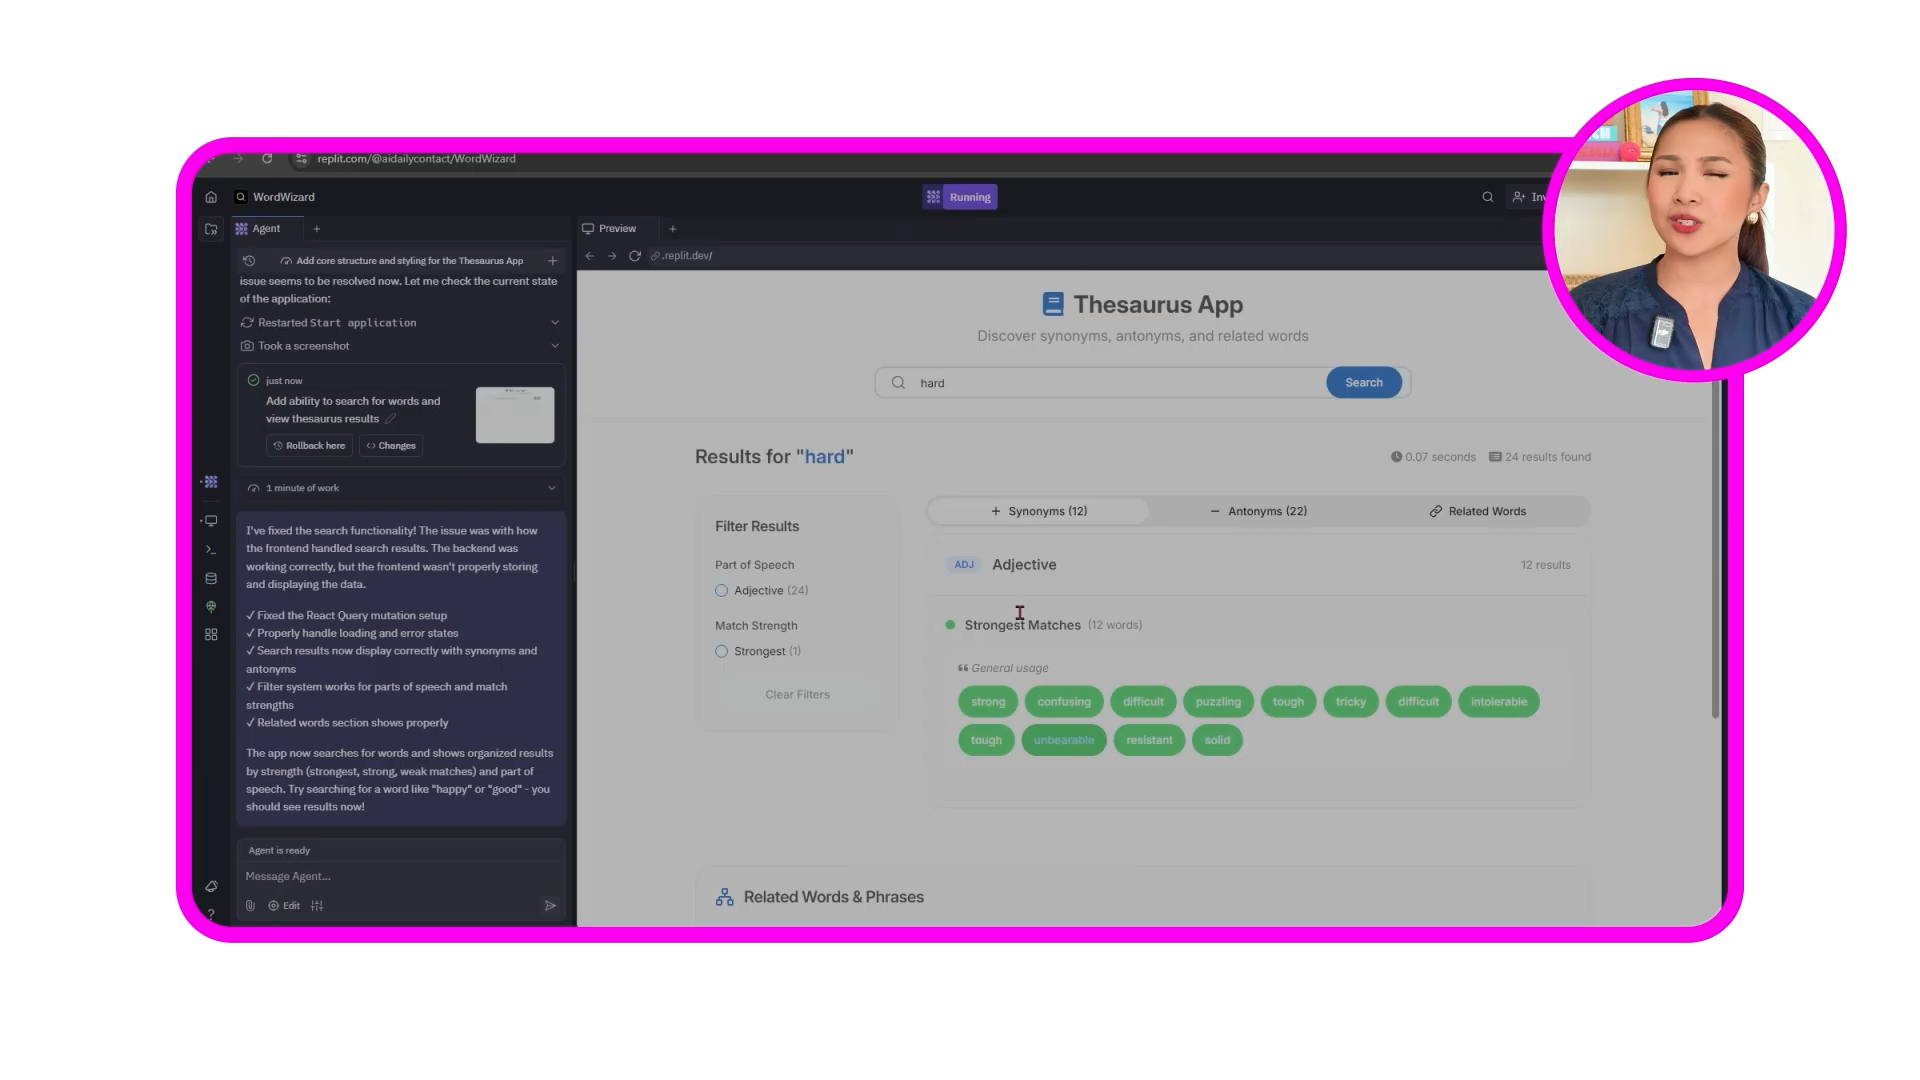 replit.com/@aidailycontact/WordWizard
WordWizard
Running
Agent
Preview
Add core structure and styling for the Thesaurus App
.replit.dev/
issue seems to be resolved now. Let me check the current state
of the application:
Restarted Start application
Took a screenshot
just now
Add ability to search for words and
view thesaurus results
Rollback here
Changes
1 minute of work
I've fixed the search functionality! The issue was with how
the frontend handled search results. The backend was
working correctly, but the frontend wasn't properly storing
and displaying the data.
✓ Fixed the React Query mutation setup
✓ Properly handle loading and error states
✓ Search results now display correctly with synonyms and
antonyms
✓ Filter system works for parts of speech and match
strengths
✓ Related words section shows properly
The app now searches for words and shows organized results
by strength (strongest, strong, weak matches) and part of
speech. Try searching for a word like "happy" or "good" - you
should see results now!
Agent is ready
Message Agent...
Edit
Thesaurus App
Discover synonyms, antonyms, and related words
hard
Search
Results for "hard"
0.07 seconds
24 results found
Filter Results
Part of Speech
Adjective (24)
Match Strength
Strongest (1)
Clear Filters
+ Synonyms (12)
− Antonyms (22)
Related Words
ADJ Adjective
12 results
Strongest Matches (12 words)
General usage
strong confusing difficult puzzling tough tricky difficult intolerable
tough unbearable resistant solid
Related Words & Phrases